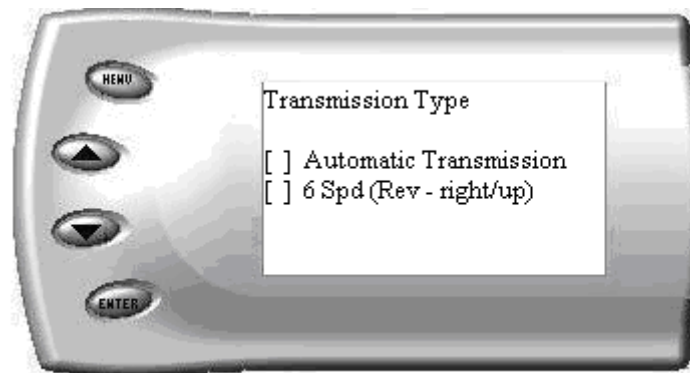 MENU
Transmission Type
[ ] Automatic Transmission
[ ] 6 Spd (Rev - right/up)
ENTER